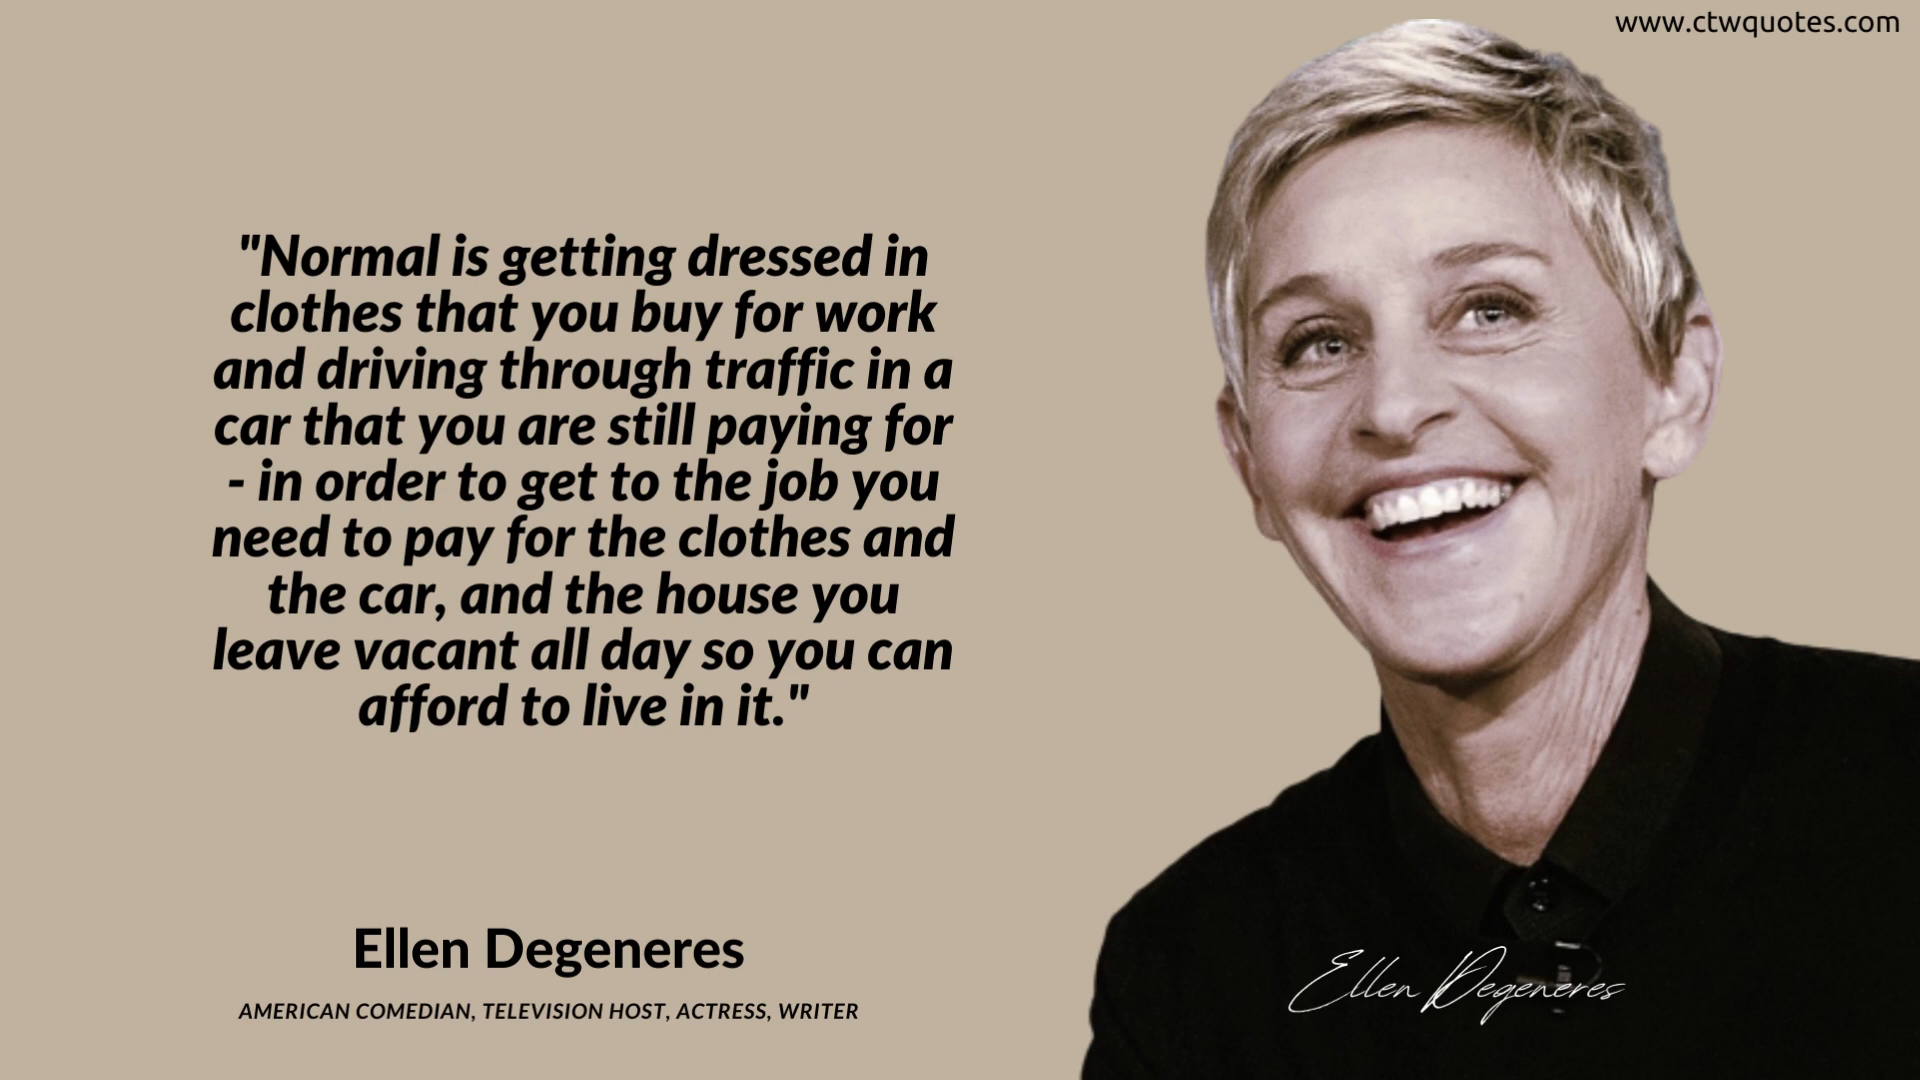 www.ctwquotes.com
"Normal is getting dressed in
clothes that you buy for work
and driving through traffic in a
car that you are still paying for
- in order to get to the job you
need to pay for the clothes and
the car, and the house you
leave vacant all day so you can
afford to live in it."
Ellen Degeneres
AMERICAN COMEDIAN, TELEVISION HOST, ACTRESS, WRITER
Ellen Degeneres